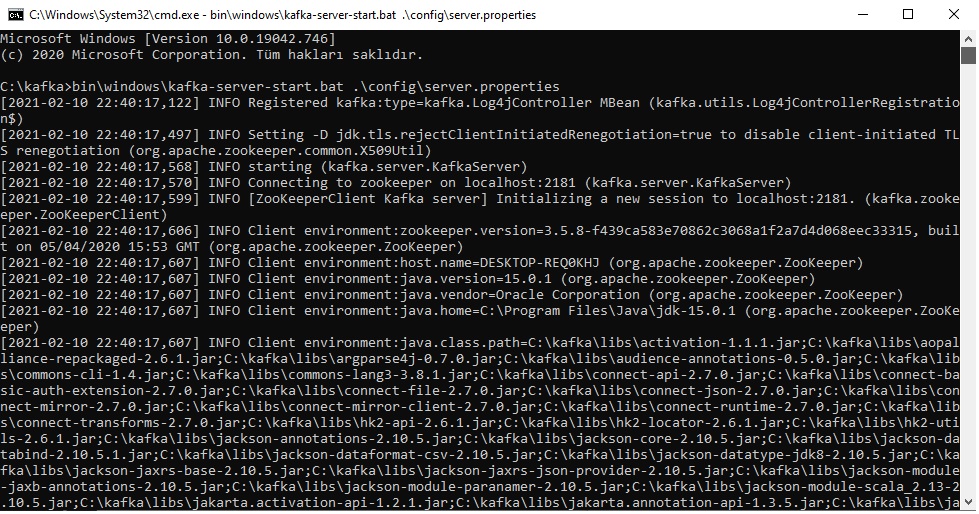 C:\Windows\System32\cmd.exe - bin\windows\kafka-server-start.bat .\config\server.properties
Microsoft Windows [Version 10.0.19042.746]
(c) 2020 Microsoft Corporation. Tüm hakları saklıdır.
C:\kafka>bin\windows\kafka-server-start.bat .\config\server.properties
[2021-02-10 22:40:17,122] INFO Registered kafka:type=kafka.Log4jController MBean (kafka.utils.Log4jControllerRegistratio
n$)
[2021-02-10 22:40:17,497] INFO Setting -D jdk.tls.rejectClientInitiatedRenegotiation=true to disable client-initiated TL
S renegotiation (org.apache.zookeeper.common.X509Util)
[2021-02-10 22:40:17,568] INFO starting (kafka.server.KafkaServer)
[2021-02-10 22:40:17,570] INFO Connecting to zookeeper on localhost:2181 (kafka.server.KafkaServer)
[2021-02-10 22:40:17,599] INFO [ZooKeeperClient Kafka server] Initializing a new session to localhost:2181. (kafka.zooke
eper.ZooKeeperClient)
[2021-02-10 22:40:17,606] INFO Client environment:zookeeper.version=3.5.8-f439ca583e70862c3068a1f2a7d4d068eec33315, buil
t on 05/04/2020 15:53 GMT (org.apache.zookeeper.ZooKeeper)
[2021-02-10 22:40:17,607] INFO Client environment:host.name=DESKTOP-REQ0KHJ (org.apache.zookeeper.ZooKeeper)
[2021-02-10 22:40:17,607] INFO Client environment:java.version=15.0.1 (org.apache.zookeeper.ZooKeeper)
[2021-02-10 22:40:17,607] INFO Client environment:java.vendor=Oracle Corporation (org.apache.zookeeper.ZooKeeper)
[2021-02-10 22:40:17,607] INFO Client environment:java.home=C:\Program Files\Java\jdk-15.0.1 (org.apache.zookeeper.ZooKe
eper)
[2021-02-10 22:40:17,607] INFO Client environment:java.class.path=C:\kafka\libs\activation-1.1.1.jar;C:\kafka\libs\aopal
liance-repackaged-2.6.1.jar;C:\kafka\libs\argparse4j-0.7.0.jar;C:\kafka\libs\audience-annotations-0.5.0.jar;C:\kafka\lib
s\commons-cli-1.4.jar;C:\kafka\libs\commons-lang3-3.8.1.jar;C:\kafka\libs\connect-api-2.7.0.jar;C:\kafka\libs\connect-ba
sic-auth-extension-2.7.0.jar;C:\kafka\libs\connect-file-2.7.0.jar;C:\kafka\libs\connect-json-2.7.0.jar;C:\kafka\libs\con
nect-mirror-2.7.0.jar;C:\kafka\libs\connect-mirror-client-2.7.0.jar;C:\kafka\libs\connect-runtime-2.7.0.jar;C:\kafka\lib
s\connect-transforms-2.7.0.jar;C:\kafka\libs\hk2-api-2.6.1.jar;C:\kafka\libs\hk2-locator-2.6.1.jar;C:\kafka\libs\hk2-uti
ls-2.6.1.jar;C:\kafka\libs\jackson-annotations-2.10.5.jar;C:\kafka\libs\jackson-core-2.10.5.jar;C:\kafka\libs\jackson-da
tabind-2.10.5.1.jar;C:\kafka\libs\jackson-dataformat-csv-2.10.5.jar;C:\kafka\libs\jackson-datatype-jdk8-2.10.5.jar;C:\ka
fka\libs\jackson-jaxrs-base-2.10.5.jar;C:\kafka\libs\jackson-jaxrs-json-provider-2.10.5.jar;C:\kafka\libs\jackson-module
-jaxb-annotations-2.10.5.jar;C:\kafka\libs\jackson-module-paranamer-2.10.5.jar;C:\kafka\libs\jackson-module-scala_2.13-2
.10.5.jar;C:\kafka\libs\jakarta.activation-api-1.2.1.jar;C:\kafka\libs\jakarta.annotation-api-1.3.5.jar;C:\kafka\libs\ja